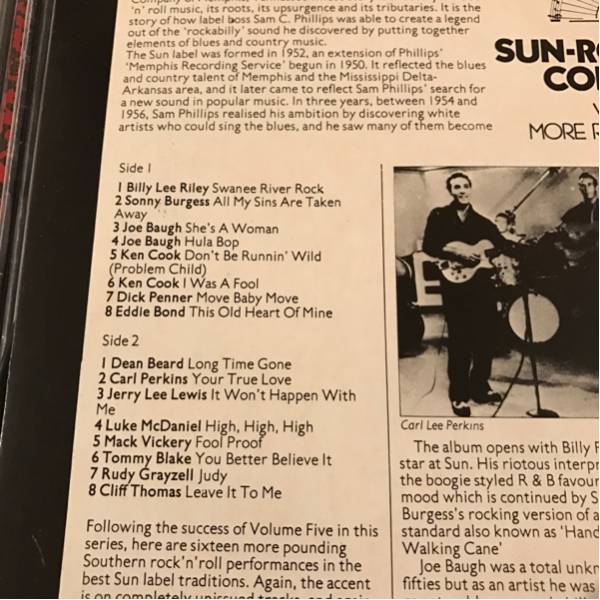 'n' roll music, its roots, its upsurgence and its tributaries. It is the
story of how label boss Sam C. Phillips was able to create a legend
out of the 'rockabilly' sound he discovered by putting together
elements of blues and country music.
The Sun label was formed in 1952, an extension of Phillips'
'Memphis Recording Service' begun in 1950. It reflected the blues
and country talent of Memphis and the Mississippi Delta-
Arkansas area, and it later came to reflect Sam Phillips' search for
a new sound in popular music. In three years, between 1954 and
1956, Sam Phillips realised his ambition by discovering white
artists who could sing the blues, and he saw many of them become
Side 1
1 Billy Lee Riley Swanee River Rock
2 Sonny Burgess All My Sins Are Taken
Away
3 Joe Baugh She's A Woman
4 Joe Baugh Hula Bop
5 Ken Cook Don't Be Runnin' Wild
(Problem Child)
6 Ken Cook I Was A Fool
7 Dick Penner Move Baby Move
8 Eddie Bond This Old Heart Of Mine
Side 2
1 Dean Beard Long Time Gone
2 Carl Perkins Your True Love
3 Jerry Lee Lewis It Won't Happen With
Me
4 Luke McDaniel High, High, High
5 Mack Vickery Fool Proof
6 Tommy Blake You Better Believe It
7 Rudy Grayzell Judy
8 Cliff Thomas Leave It To Me
Following the success of Volume Five in this
series, here are sixteen more pounding
Southern rock'n'roll performances in the
best Sun label traditions. Again, the accent
is on completely unissued tracks, and again
SUN-RO
CO
MORE R
Carl Lee Perkins
The album opens with Billy
star at Sun. His riotous interp
the boogie styled R & B favour
mood which is continued by S
Burgess's rocking version of a
standard also known as 'Hand
Walking Cane'
Joe Baugh was a total unkn
fifties but as an artist he was